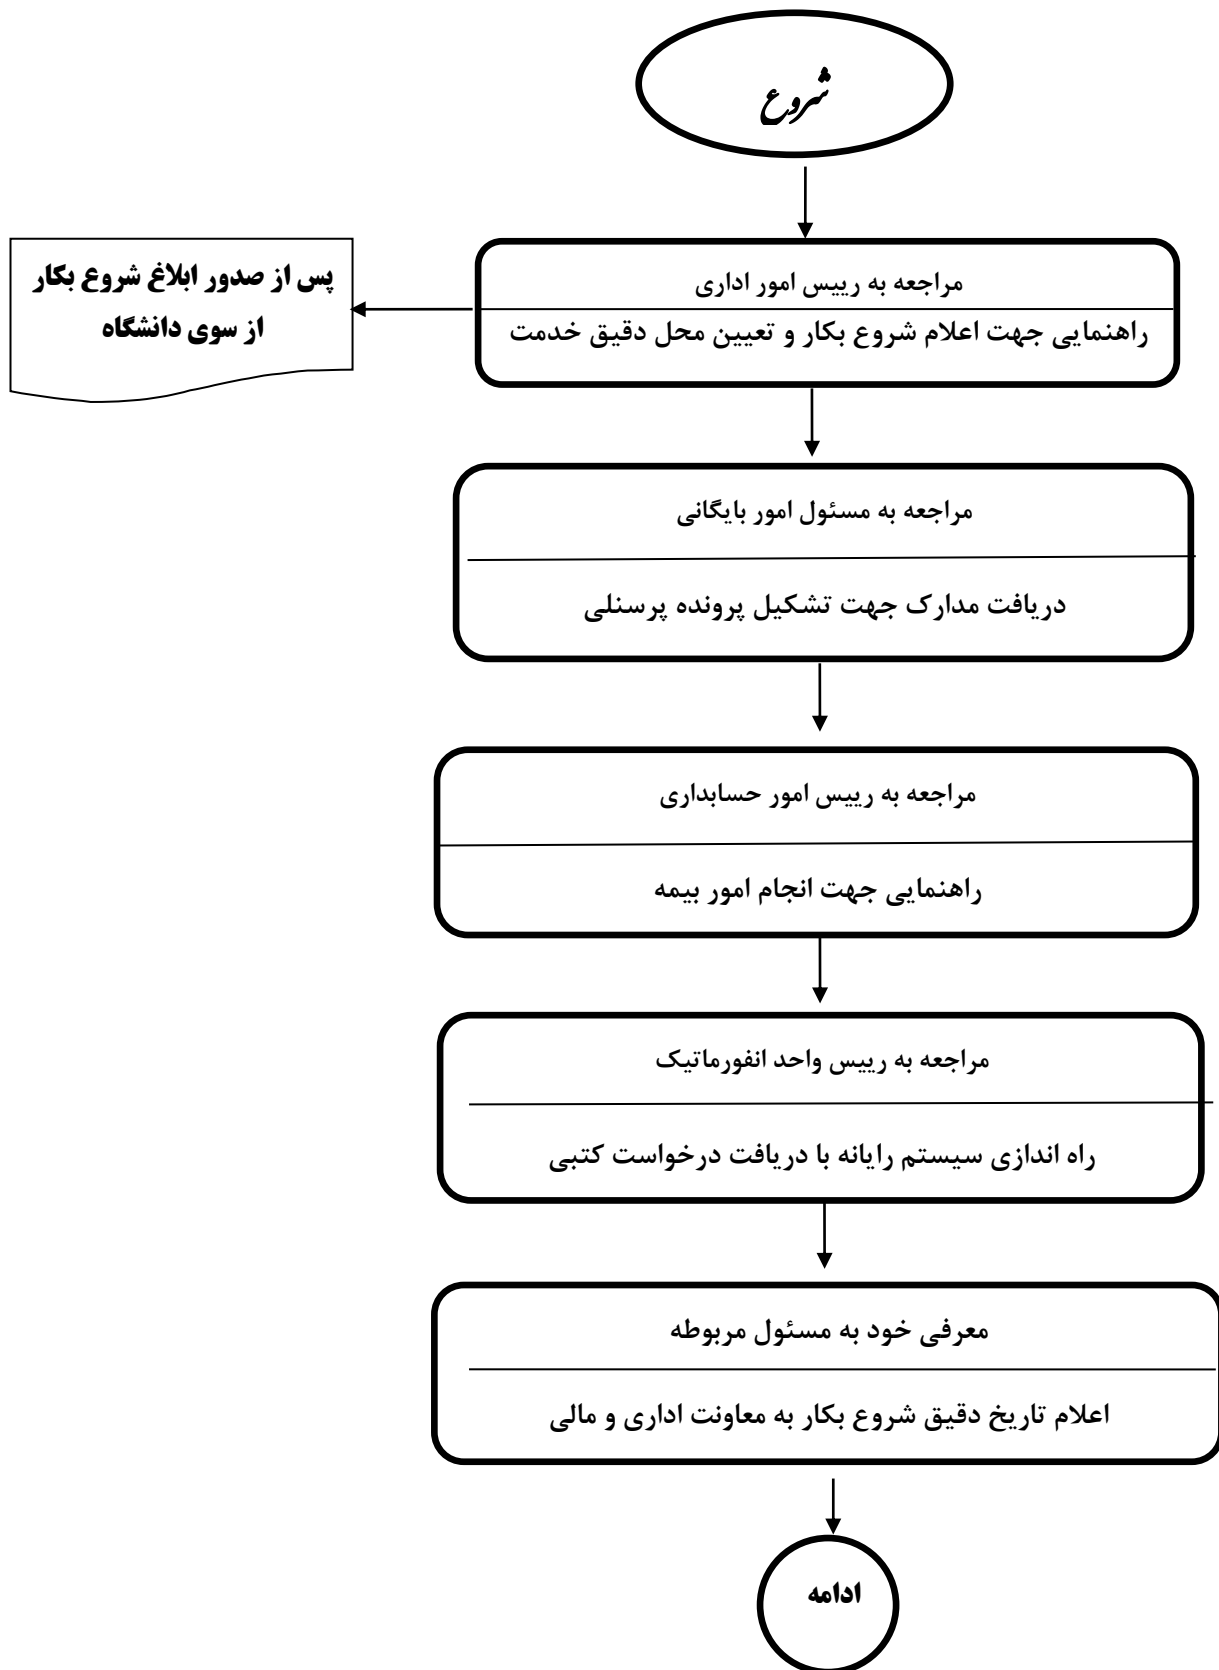 شروع
مراجعه به رییس امور اداری
راهنمایی جهت اعلام شروع بکار و تعیین محل دقیق خدمت
پس از صدور ابلاغ شروع بکار
از سوی دانشگاه
مراجعه به مسئول امور بایگانی
دریافت مدارک جهت تشکیل پرونده پرسنلی
مراجعه به رییس امور حسابداری
راهنمایی جهت انجام امور بیمه
مراجعه به رییس واحد انفورماتیک
راه اندازی سیستم رایانه با دریافت درخواست کتبی
معرفی خود به مسئول مربوطه
اعلام تاریخ دقیق شروع بکار به معاونت اداری و مالی
ادامه